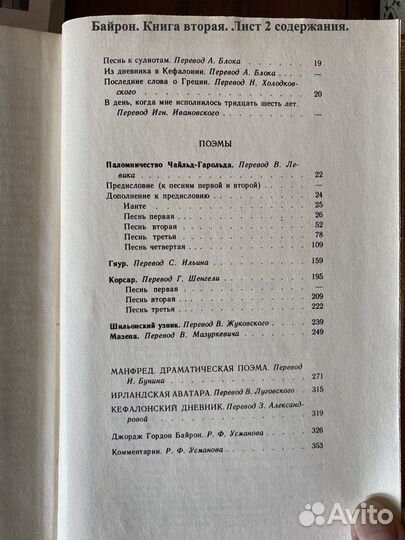 Байрон. Книга вторая. Лист 2 содержания.
Песнь к сулиотам. Перевод А. Блока . . . . 19
Из дневника в Кефалонии. Перевод А. Блока . . . —
Последние слова о Греции. Перевод Н. Холодков-
ского . . . . 20
В день, когда мне исполнилось тридцать шесть лет.
Перевод Игн. Ивановского . . . . —
ПОЭМЫ
Паломничество Чайльд-Гарольда. Перевод В. Ле-
вика . . . . 22
Предисловие (к песням первой и второй) . . . —
Дополнение к предисловию . . . . 24
Ианте . . . . 25
Песнь первая . . . . 26
Песнь вторая . . . . 52
Песнь третья . . . . 78
Песнь четвертая . . . . 109
Гяур. Перевод С. Ильина . . . . 159
Корсар. Перевод Г. Шенгели . . . . 195
Песнь первая . . . . —
Песнь вторая . . . . 209
Песнь третья . . . . 222
Шильонский узник. Перевод В. Жуковского . . . 239
Мазепа. Перевод В. Мазуркевича . . . . 249
МАНФРЕД. ДРАМАТИЧЕСКАЯ ПОЭМА. Перевод
И. Бунина . . . . 271
ИРЛАНДСКАЯ АВАТАРА. Перевод В. Луговского . 315
КЕФАЛОНСКИЙ ДНЕВНИК. Перевод З. Александ-
ровой . . . . 319
Джордж Гордон Байрон. Р. Ф. Усманова . . . 326
Комментарии. Р. Ф. Усманова . . . . 353
Avito